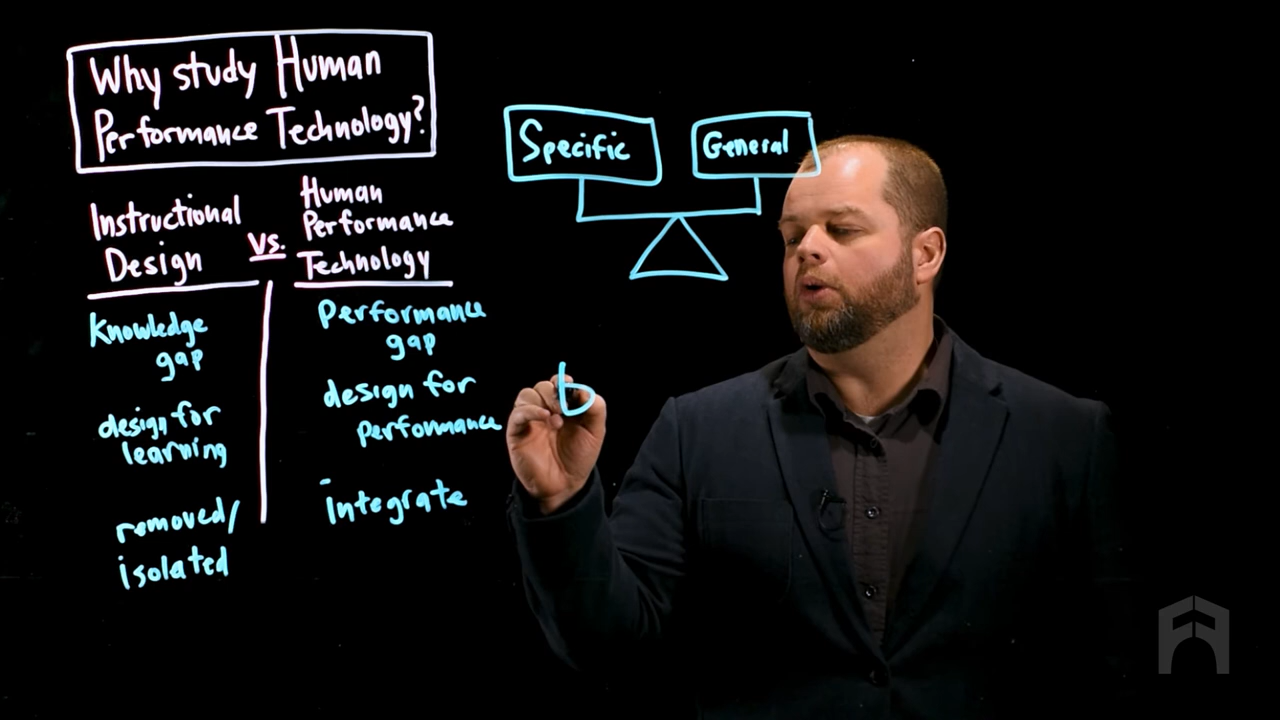 Why study Human
Performance Technology?
Instructional
Design
vs.
Human
Performance
Technology
Knowledge
gap
design for
learning
removed/
isolated
Performance
gap
design for
performance
integrate
Specific
General
b